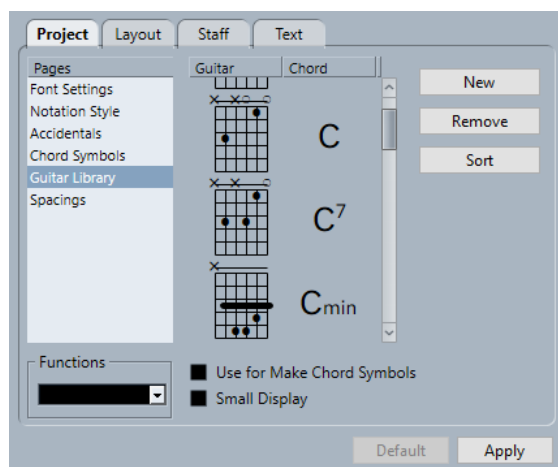 Project Layout Staff Text
Pages Guitar Chord
Font Settings
Notation Style
Accidentals
Chord Symbols
Guitar Library
Spacings
C
C7
Cmin
New
Remove
Sort
Functions
Use for Make Chord Symbols
Small Display
Default Apply